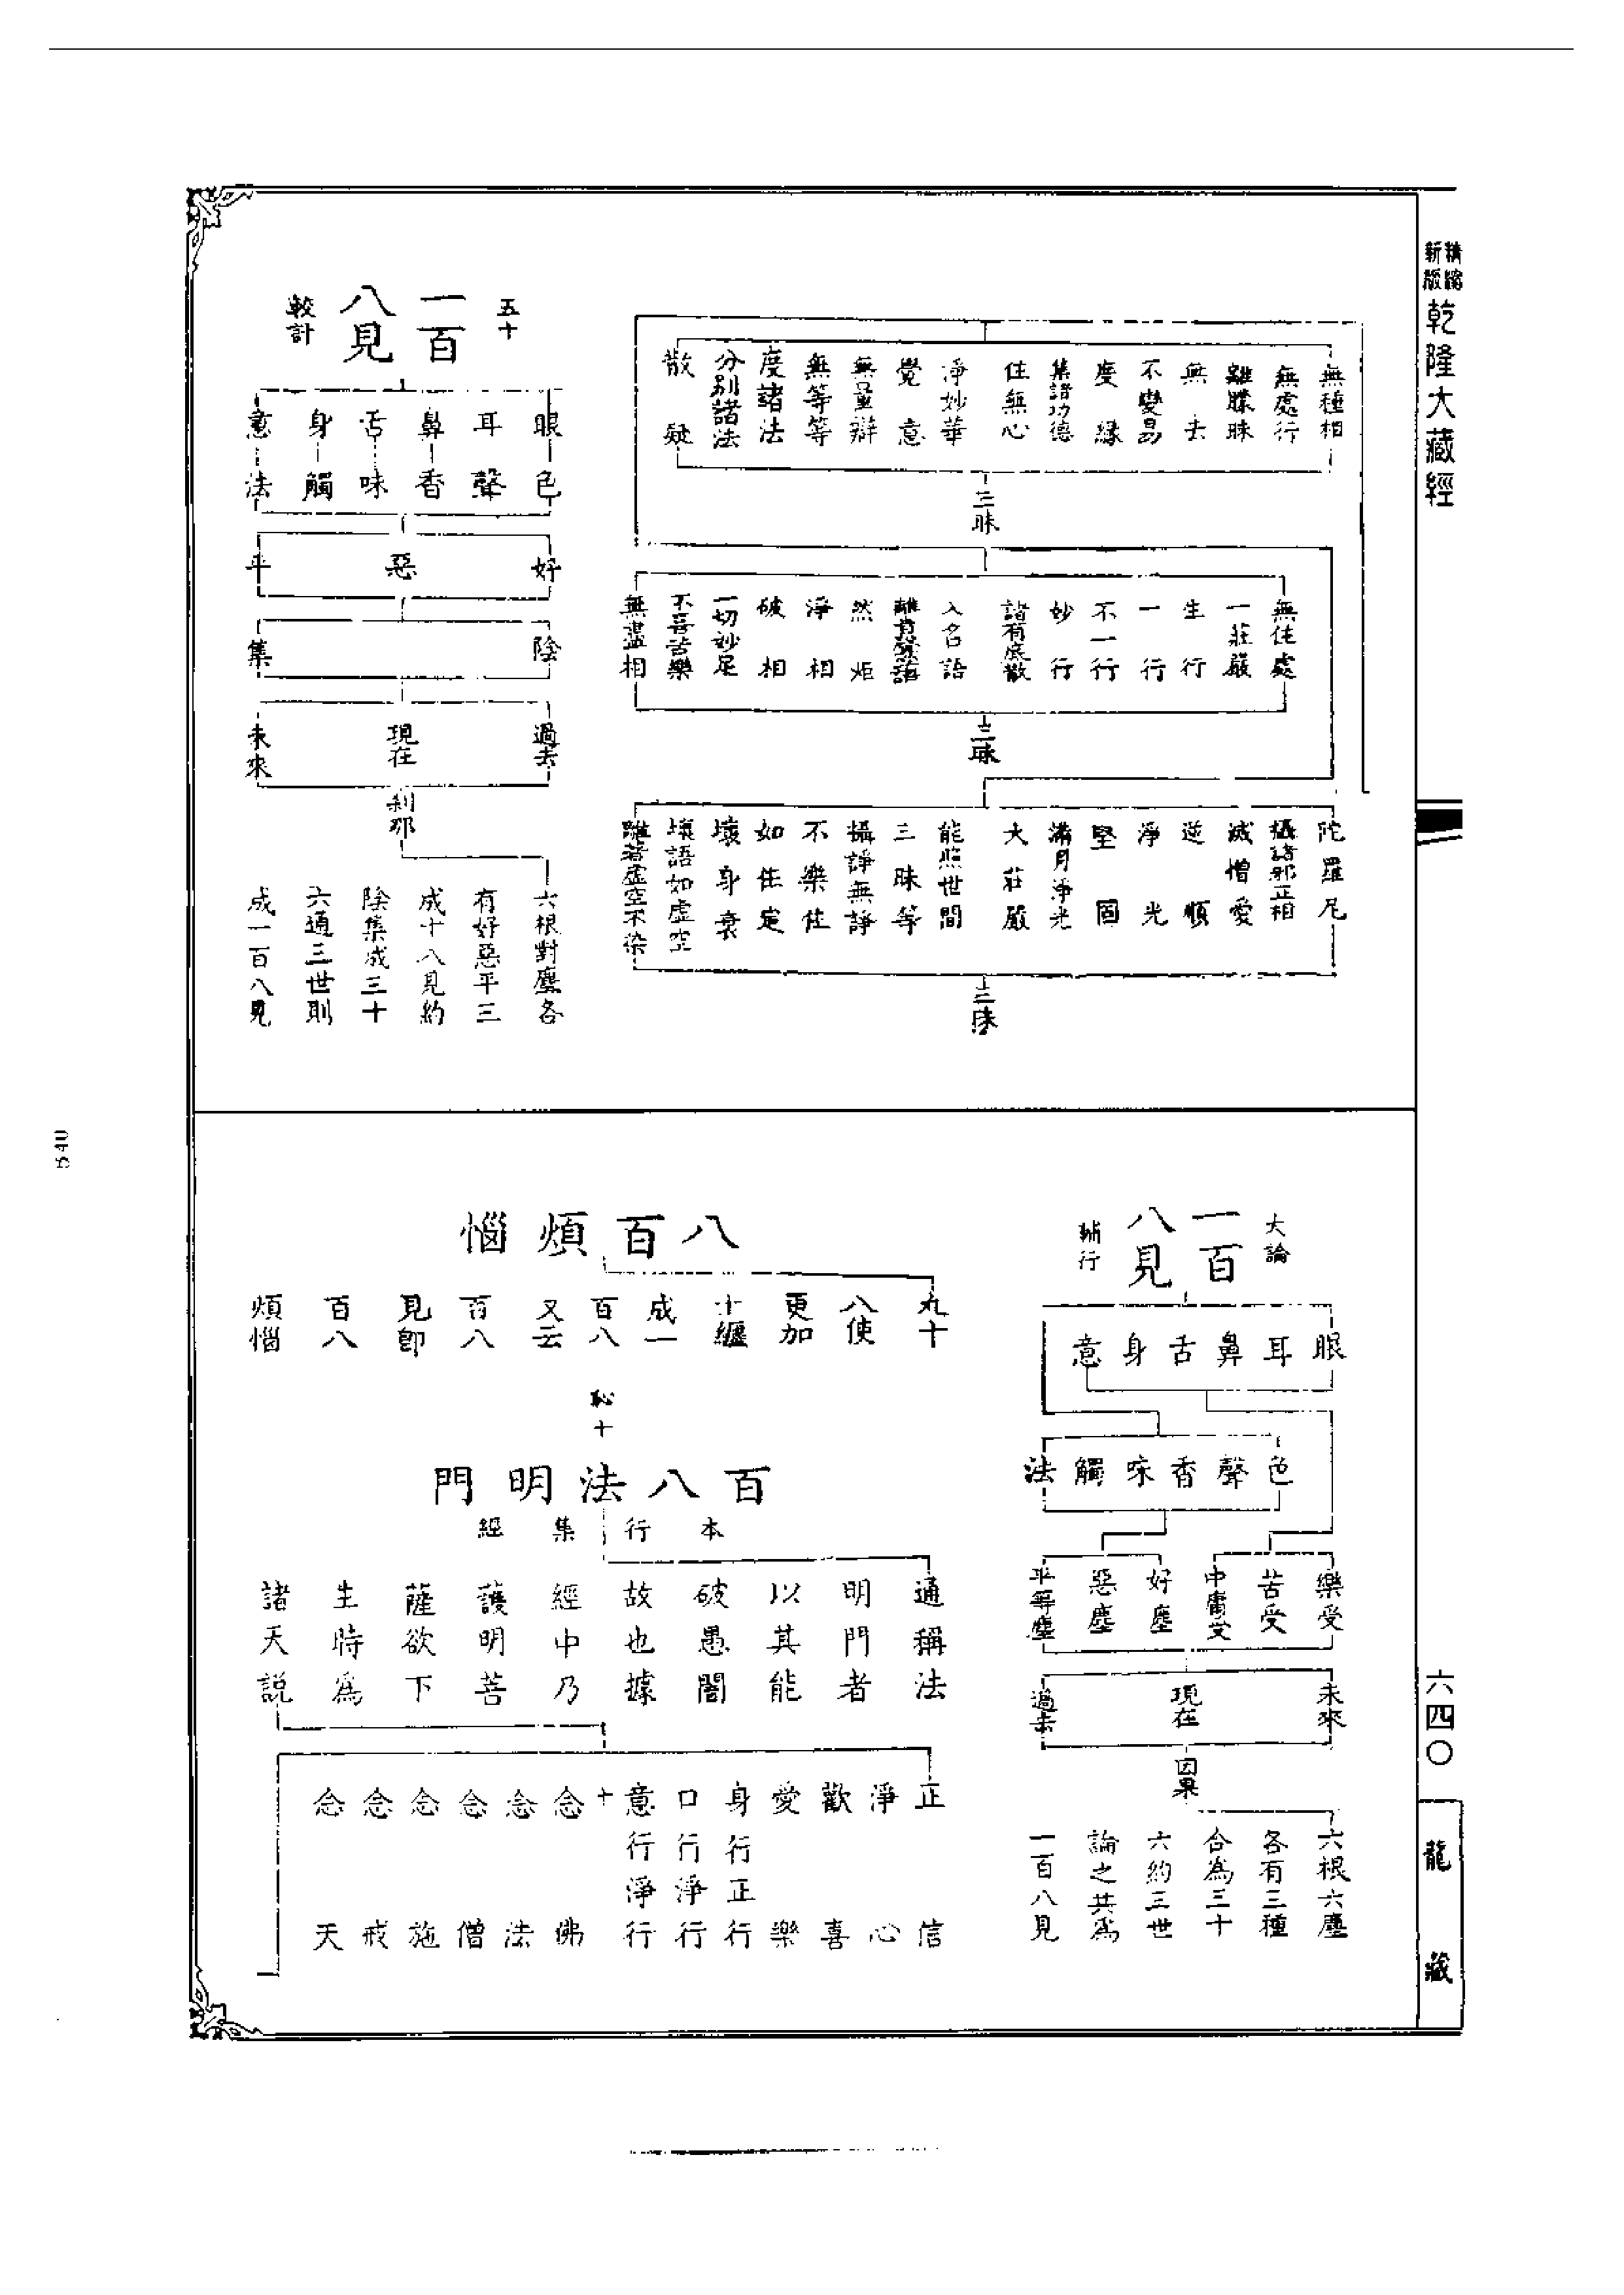 精縮
新版
乾隆大藏經
無種相
無處行
離朦昧
無去
不變易
度緣
集諸功德
住無心
淨妙華
覺意
無量辯
無等等
度諸法
分別諸法
散疑
三昧
無住處
一莊嚴
生行
一行
不一行
妙行
諸有底散
入名語
離音聲語
然炬
淨相
破相
一切妙足
不喜苦樂
無盡相
三昧
陀羅尼
攝諸邪正相
滅憎愛
逆順
淨光
堅固
滿月淨光
大莊嚴
能照世間
三昧等
攝諍無諍
不樂住
如住定
壞身衰
壞語如虛空
離著虛空不染
三昧
五十
一百
八見
較計
眼色
耳聲
鼻香
舌味
身觸
意法
好
惡
平
陰
集
過去
現在
未來
剎那
六根對塵各
有好惡平三
成十八見約
陰集成三十
六通三世則
成一百八見
大論
一百
八見
輔行
眼
耳
鼻
舌
身
意
色
聲
香
味
觸
法
樂受
苦受
中庸受
好塵
惡塵
平等塵
未來
現在
過去
因果
六根六塵
各有三種
合為三十
六約三世
論之共為
一百八見
八百煩惱
九十
八使
更加
十纏
成一
百八
又云
百八
見即
百八
煩惱
恥十
百八法明門
本行集經
通稱法
明門者
以其能
破愚闇
故也據
經中乃
護明菩
薩欲下
生時為
諸天說
正信
淨心
歡喜
愛樂
身行正行
口行淨行
意行淨行
十
念佛
念法
念僧
念施
念戒
念天
六四〇
龍藏
540